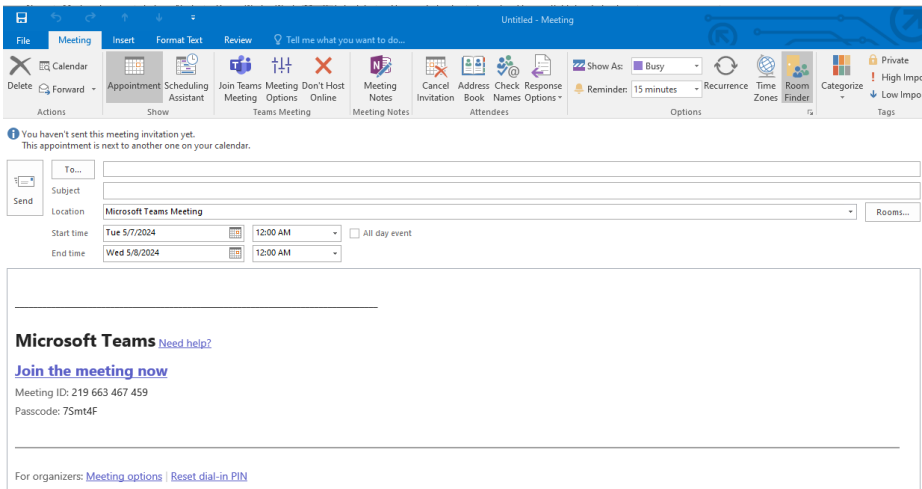 Untitled - Meeting
File Meeting Insert Format Text Review Tell me what you want to do...
Delete Calendar Forward Appointment Scheduling Assistant Join Teams Meeting Meeting Options Don't Host Online Meeting Notes Cancel Invitation Address Book Check Names Response Options Show As: Busy Reminder: 15 minutes Recurrence Time Zones Room Finder Categorize Private High Impo Low Impo
Actions Show Teams Meeting Meeting Notes Attendees Options Tags
You haven't sent this meeting invitation yet.
This appointment is next to another one on your calendar.
Send
To...
Subject
Location Microsoft Teams Meeting Rooms...
Start time Tue 5/7/2024 12:00 AM All day event
End time Wed 5/8/2024 12:00 AM
Microsoft Teams Need help?
Join the meeting now
Meeting ID: 219 663 467 459
Passcode: 7Smt4F
For organizers: Meeting options | Reset dial-in PIN